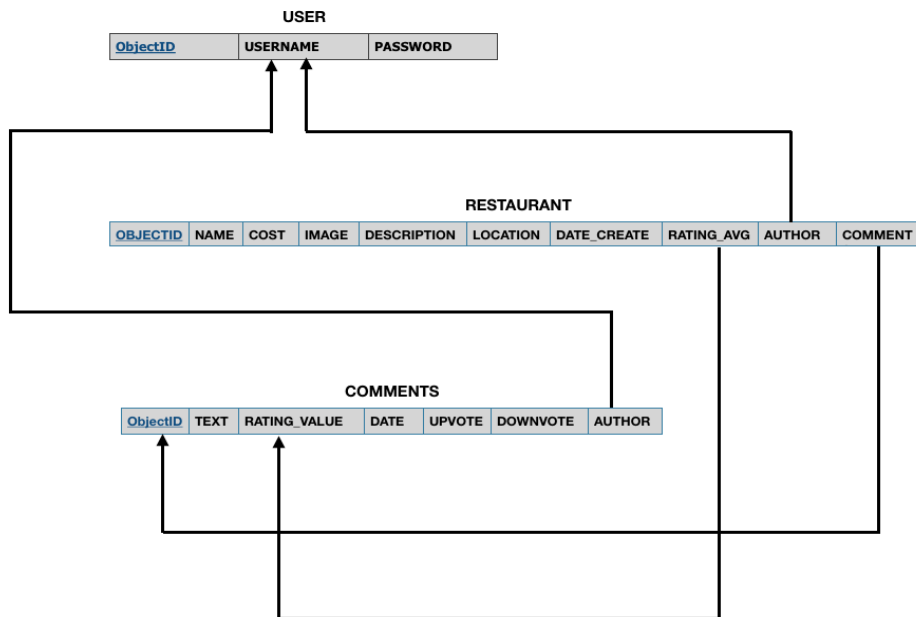 USER
ObjectID USERNAME PASSWORD
RESTAURANT
OBJECTID NAME COST IMAGE DESCRIPTION LOCATION DATE_CREATE RATING_AVG AUTHOR COMMENT
COMMENTS
ObjectID TEXT RATING_VALUE DATE UPVOTE DOWNVOTE AUTHOR